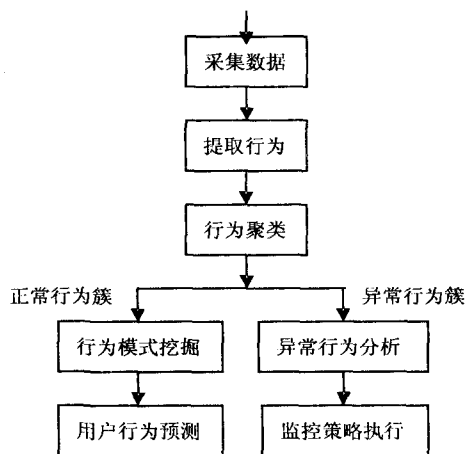 采集数据
提取行为
行为聚类
正常行为簇
异常行为簇
行为模式挖掘
异常行为分析
用户行为预测
监控策略执行